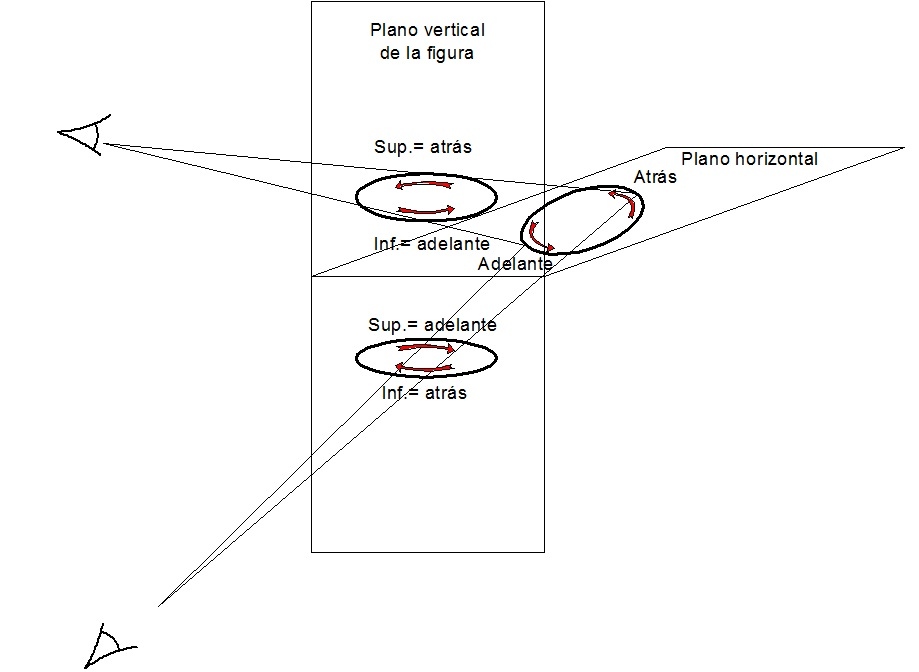 Plano vertical
de la figura
Sup.= atrás
Plano horizontal
Atrás
Inf.= adelante
Adelante
Sup.= adelante
Inf.= atrás